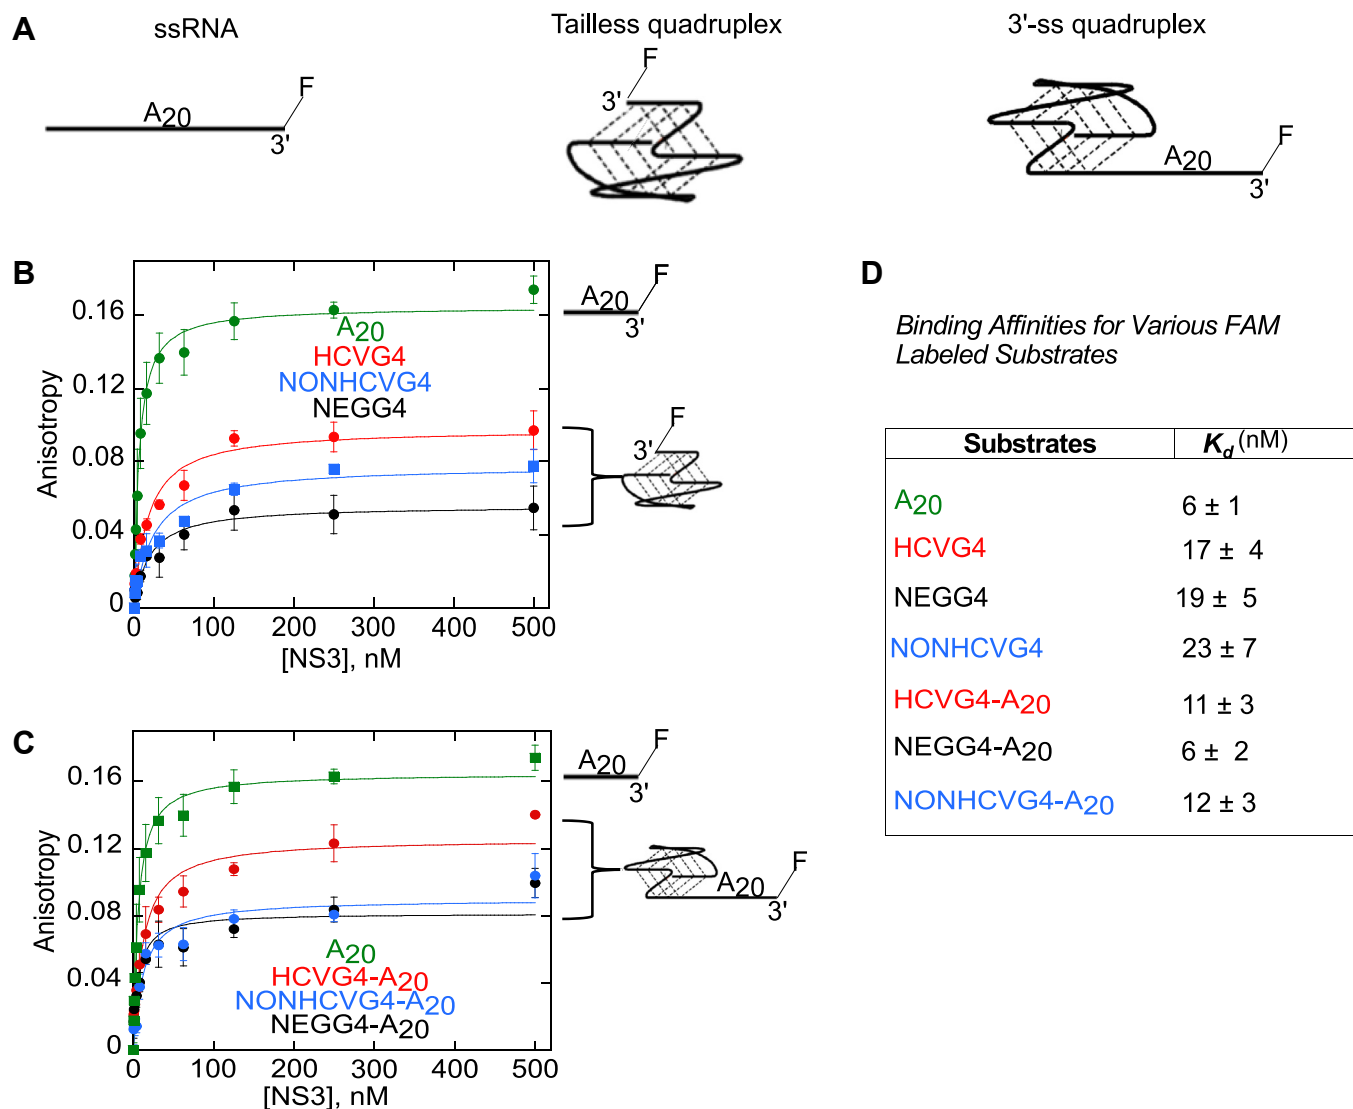 A
ssRNA
Tailless quadruplex
3'-ss quadruplex
A20
F
3'
F
3'
A20
F
3'
B
Anisotropy
0.16
0.12
0.08
0.04
0
A20
HCVG4
NONHCVG4
NEGG4
0 100 200 300 400 500
[NS3], nM
A20
F
3'
F
3'
C
Anisotropy
0.16
0.12
0.08
0.04
0
A20
HCVG4-A20
NONHCVG4-A20
NEGG4-A20
0 100 200 300 400 500
[NS3], nM
A20
F
3'
A20
F
3'
D
Binding Affinities for Various FAM
Labeled Substrates
Substrates Kd (nM)
A20 6 ± 1
HCVG4 17 ± 4
NEGG4 19 ± 5
NONHCVG4 23 ± 7
HCVG4-A20 11 ± 3
NEGG4-A20 6 ± 2
NONHCVG4-A20 12 ± 3